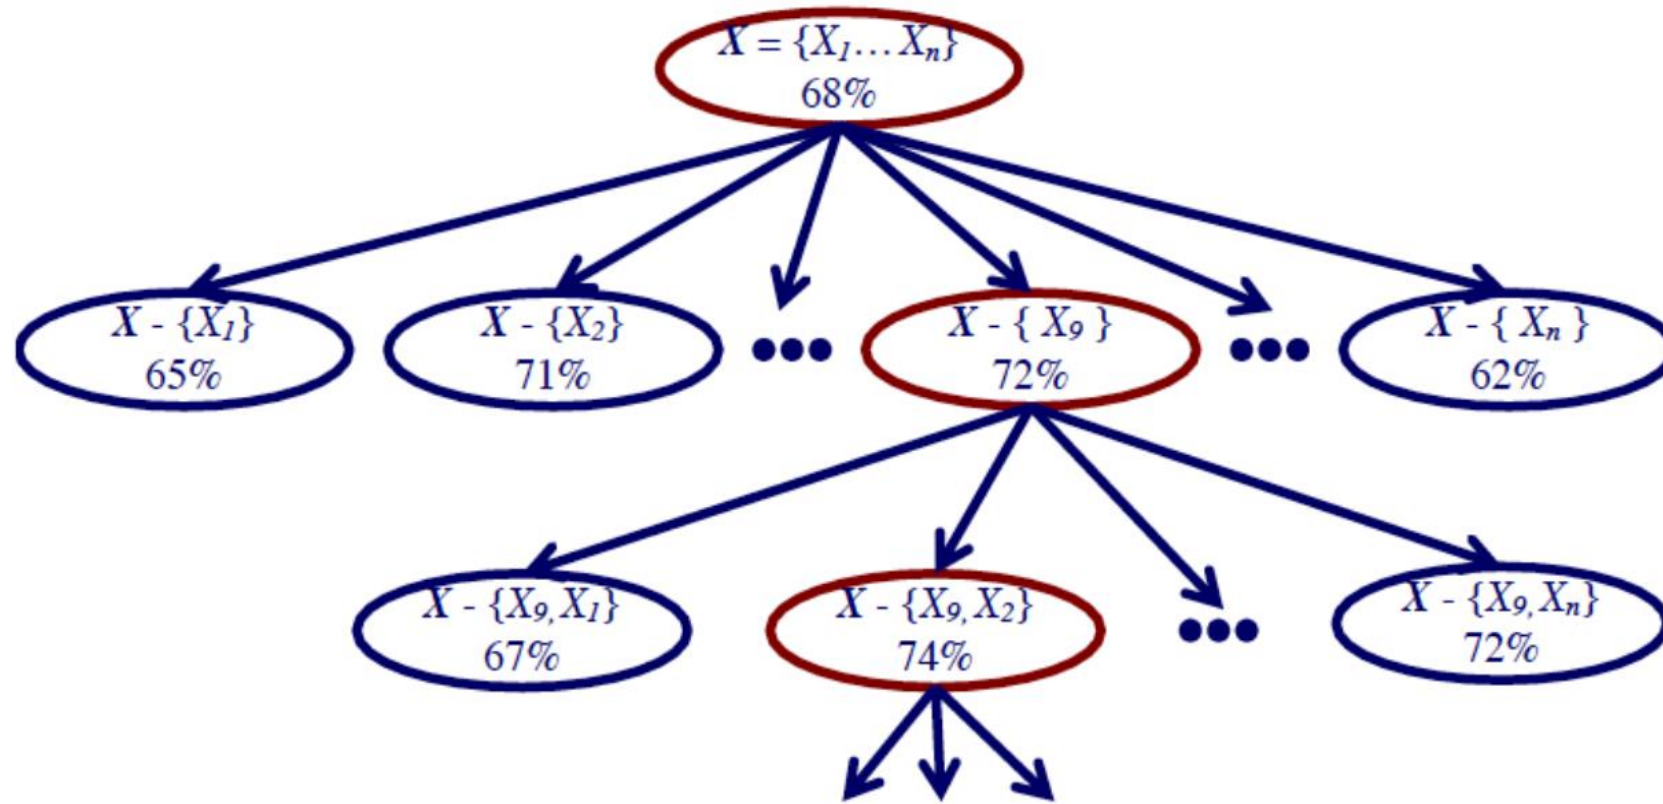 X = {X₁…Xₙ}
68%
X - {X₁}
65%
X - {X₂}
71%
●●●
X - { X₉ }
72%
●●●
X - { Xₙ }
62%
X - {X₉, X₁}
67%
X - {X₉, X₂}
74%
●●●
X - {X₉, Xₙ}
72%